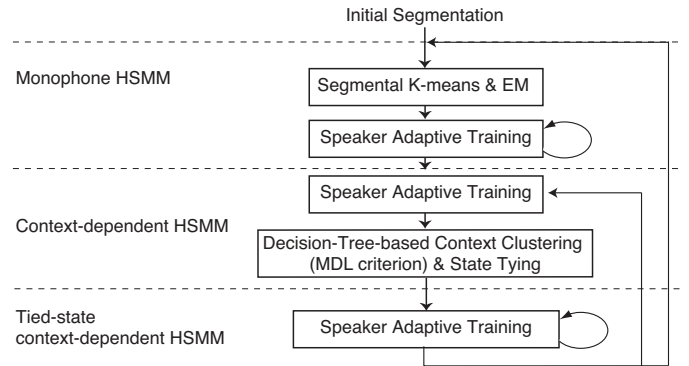 Initial Segmentation
Monophone HSMM
Segmental K-means & EM
Speaker Adaptive Training
Speaker Adaptive Training
Context-dependent HSMM
Decision-Tree-based Context Clustering
(MDL criterion) & State Tying
Tied-state
context-dependent HSMM
Speaker Adaptive Training